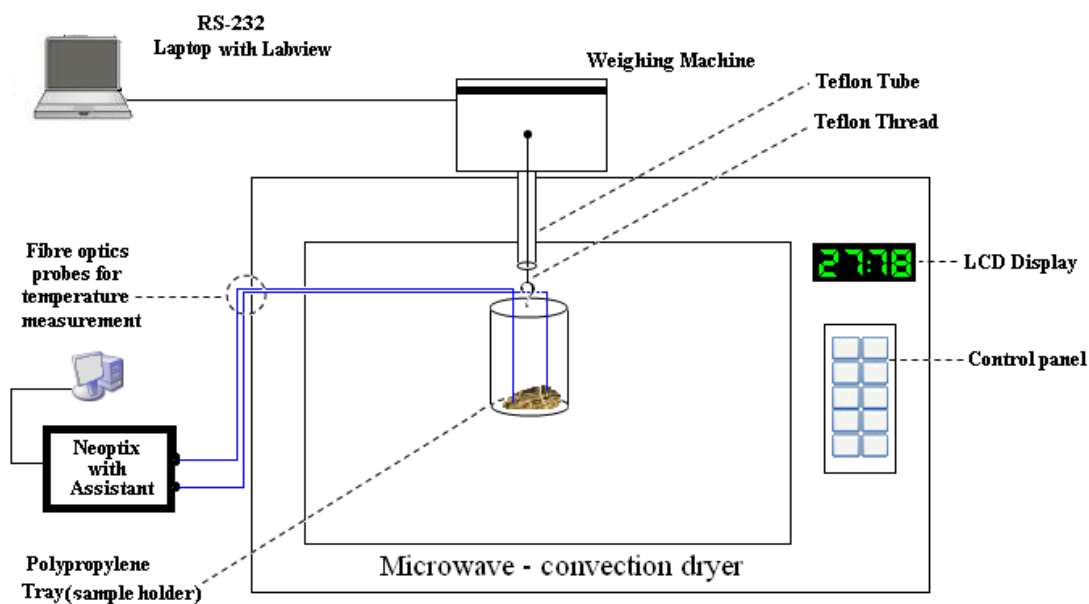 RS-232
Laptop with Labview
Weighing Machine
Teflon Tube
Teflon Thread
Fibre optics
probes for
temperature
measurement
27:78
LCD Display
Control panel
Neoptix
with
Assistant
Polypropylene
Tray(sample holder)
Microwave - convection dryer